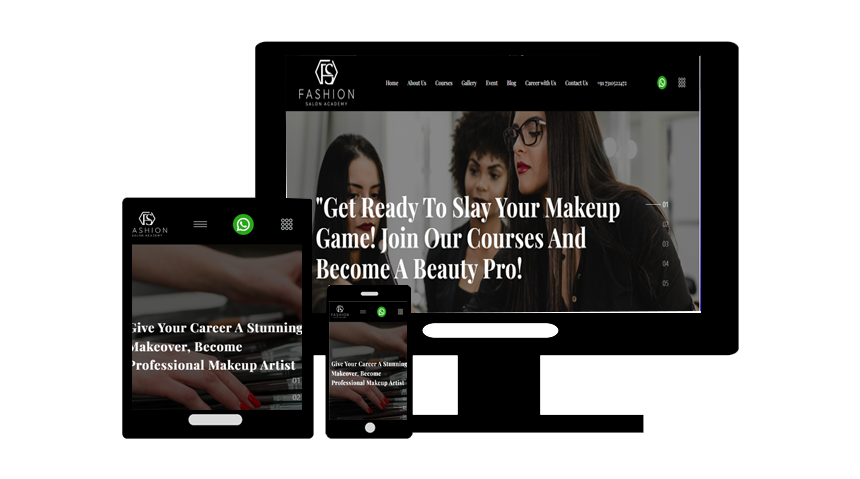 FS
FASHION
SALON ACADEMY
Home About Us Courses Gallery Event Blog Career with Us Contact Us
"Get Ready To Slay Your Makeup
Game! Join Our Courses And
Become A Beauty Pro!
01
02
03
04
05
FS
ASHION
SALON ACADEMY
Give Your Career A Stunning
Makeover, Become
Professional Makeup Artist
01
02
FS
FASHION
Give Your Career A Stunning
Makeover, Become
Professional Makeup Artist